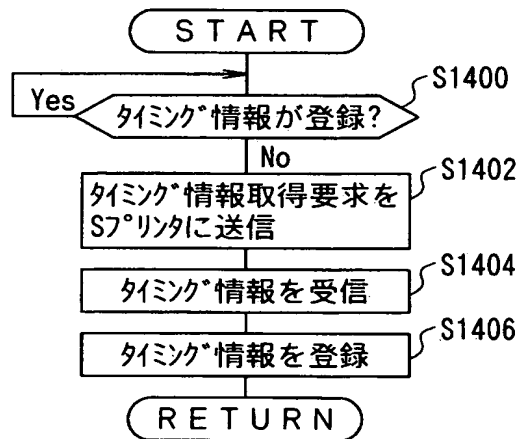 START
S1400
Yes
ﾀｲﾐﾝｸﾞ情報が登録?
No
S1402
ﾀｲﾐﾝｸﾞ情報取得要求を
Sﾌﾟﾘﾝﾀに送信
S1404
ﾀｲﾐﾝｸﾞ情報を受信
S1406
ﾀｲﾐﾝｸﾞ情報を登録
RETURN